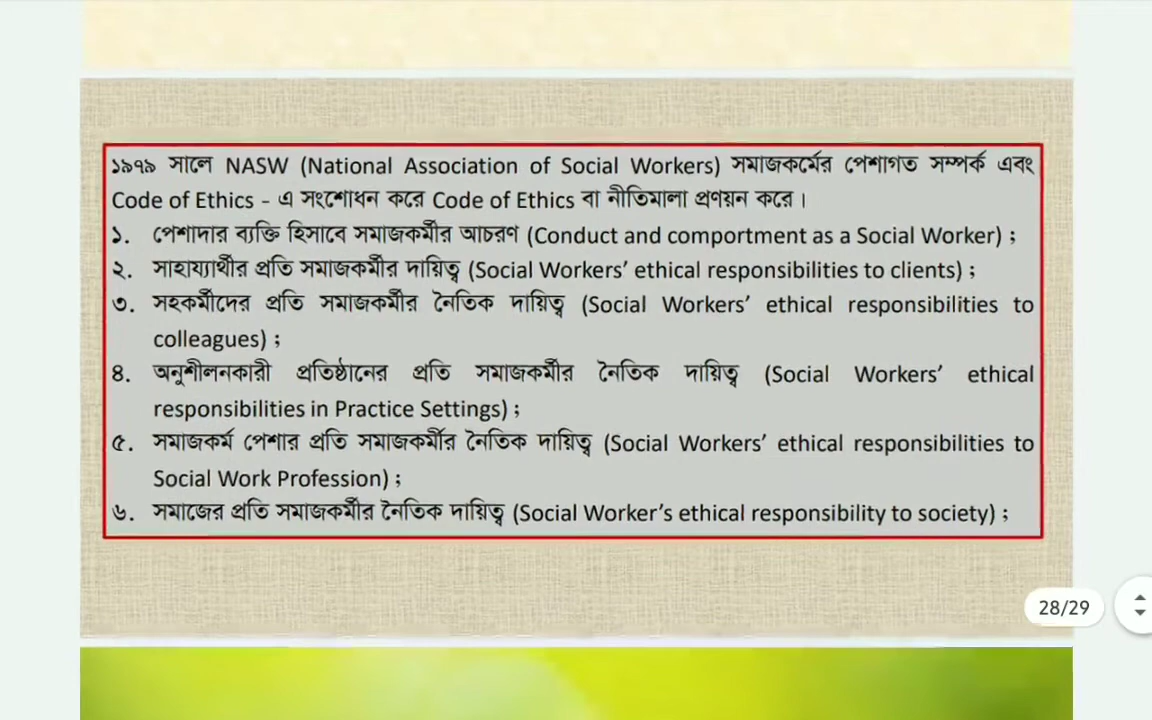 ১৯৭৯ সালে NASW (National Association of Social Workers) সমাজকর্মের পেশাগত সম্পর্ক এবং
Code of Ethics - এ সংশোধন করে Code of Ethics বা নীতিমালা প্রণয়ন করে।
১. পেশাদার ব্যক্তি হিসাবে সমাজকর্মীর আচরণ (Conduct and comportment as a Social Worker) ;
২. সাহায্যার্থীর প্রতি সমাজকর্মীর দায়িত্ব (Social Workers’ ethical responsibilities to clients) ;
৩. সহকর্মীদের প্রতি সমাজকর্মীর নৈতিক দায়িত্ব (Social Workers’ ethical responsibilities to
colleagues) ;
৪. অনুশীলনকারী প্রতিষ্ঠানের প্রতি সমাজকর্মীর নৈতিক দায়িত্ব (Social Workers’ ethical
responsibilities in Practice Settings) ;
৫. সমাজকর্ম পেশার প্রতি সমাজকর্মীর নৈতিক দায়িত্ব (Social Workers’ ethical responsibilities to
Social Work Profession) ;
৬. সমাজের প্রতি সমাজকর্মীর নৈতিক দায়িত্ব (Social Worker’s ethical responsibility to society) ;
28/29